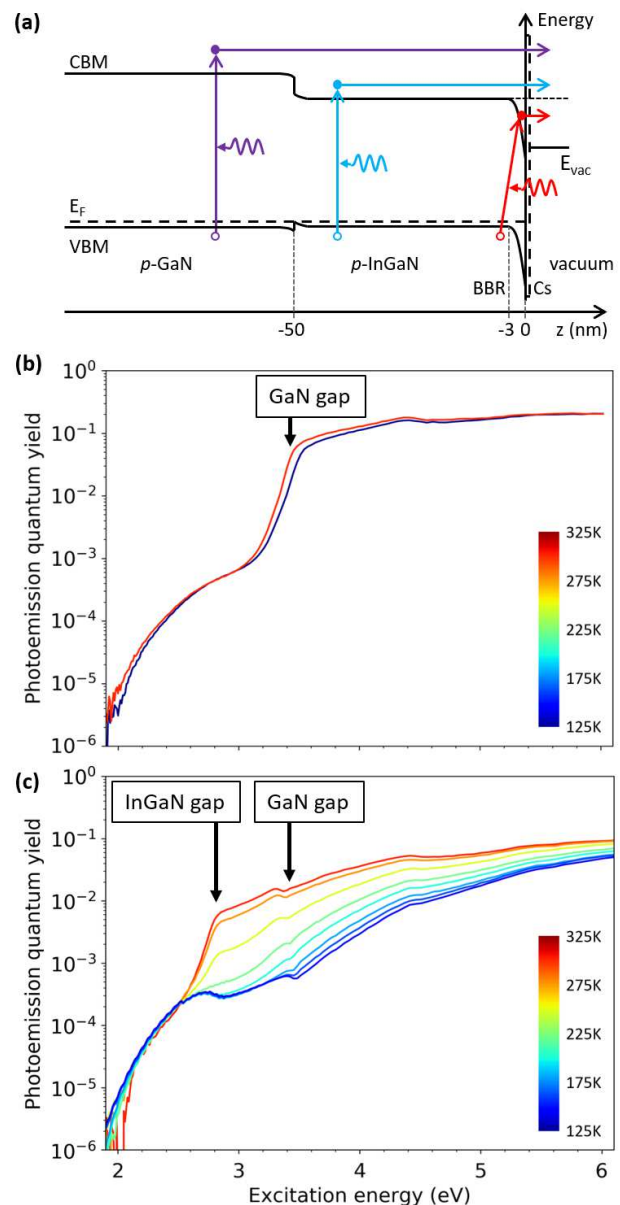 (a)
Energy
CBM
E_F
E_vac
VBM
p-GaN
p-InGaN
BBR
Cs
vacuum
-50
-3 0
z (nm)
(b)
GaN gap
10^0
10^-1
10^-2
10^-3
10^-4
10^-5
10^-6
Photoemission quantum yield
325K
275K
225K
175K
125K
(c)
InGaN gap
GaN gap
10^0
10^-1
10^-2
10^-3
10^-4
10^-5
10^-6
Photoemission quantum yield
325K
275K
225K
175K
125K
2 3 4 5 6
Excitation energy (eV)